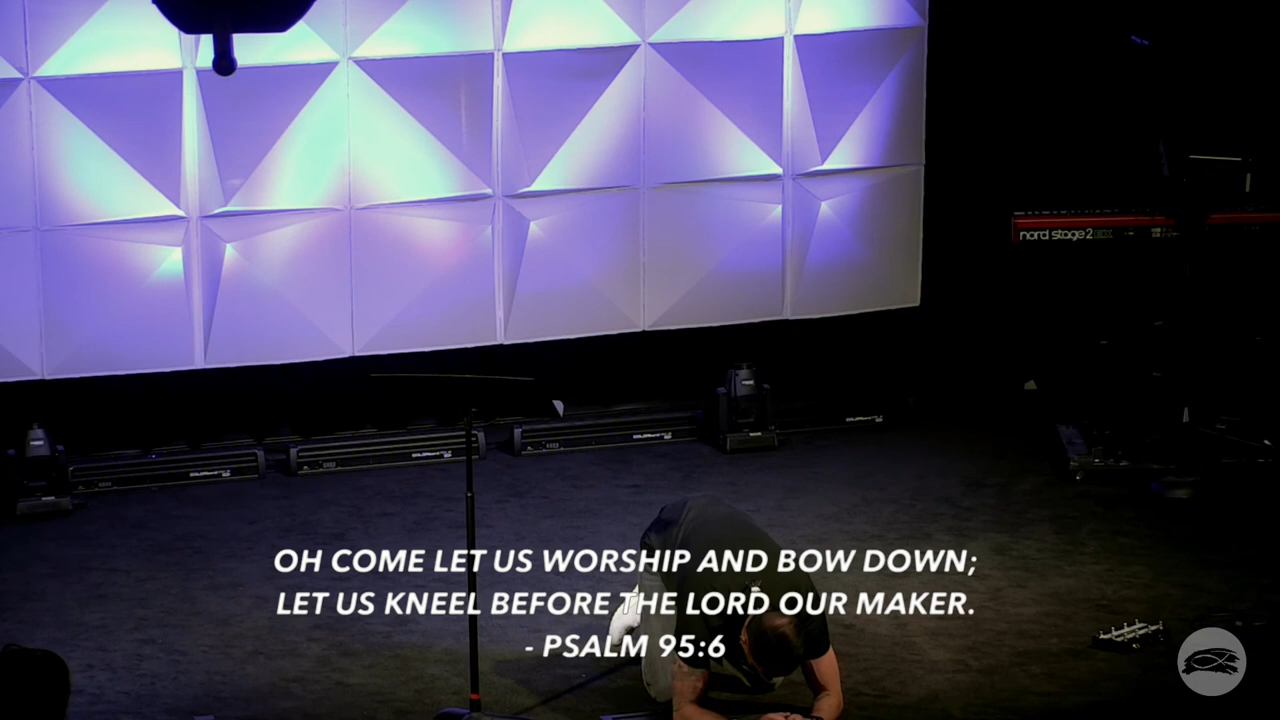 nord stage 2 EX
OH COME LET US WORSHIP AND BOW DOWN;
LET US KNEEL BEFORE THE LORD OUR MAKER.
- PSALM 95:6